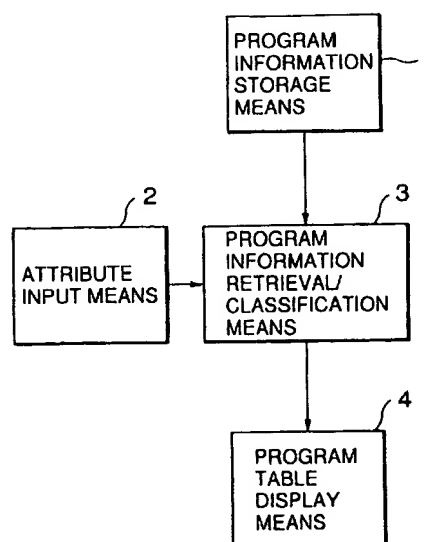 PROGRAM
INFORMATION
STORAGE
MEANS
2
ATTRIBUTE
INPUT MEANS
3
PROGRAM
INFORMATION
RETRIEVAL/
CLASSIFICATION
MEANS
4
PROGRAM
TABLE
DISPLAY
MEANS